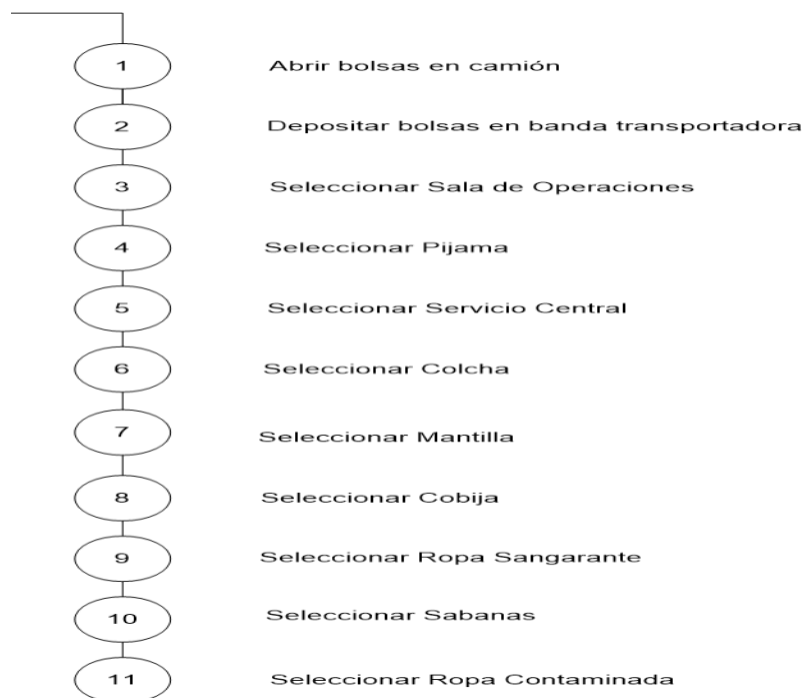 1 Abrir bolsas en camión
2 Depositar bolsas en banda transportadora
3 Seleccionar Sala de Operaciones
4 Seleccionar Pijama
5 Seleccionar Servicio Central
6 Seleccionar Colcha
7 Seleccionar Mantilla
8 Seleccionar Cobija
9 Seleccionar Ropa Sangarante
10 Seleccionar Sabanas
11 Seleccionar Ropa Contaminada